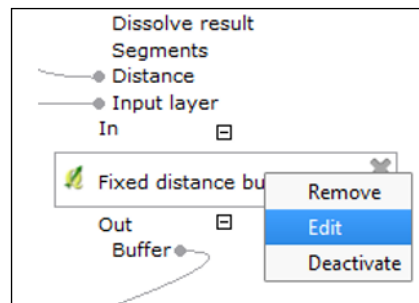 Dissolve result
Segments
Distance
Input layer
In
Fixed distance bu
Remove
Edit
Deactivate
Out
Buffer